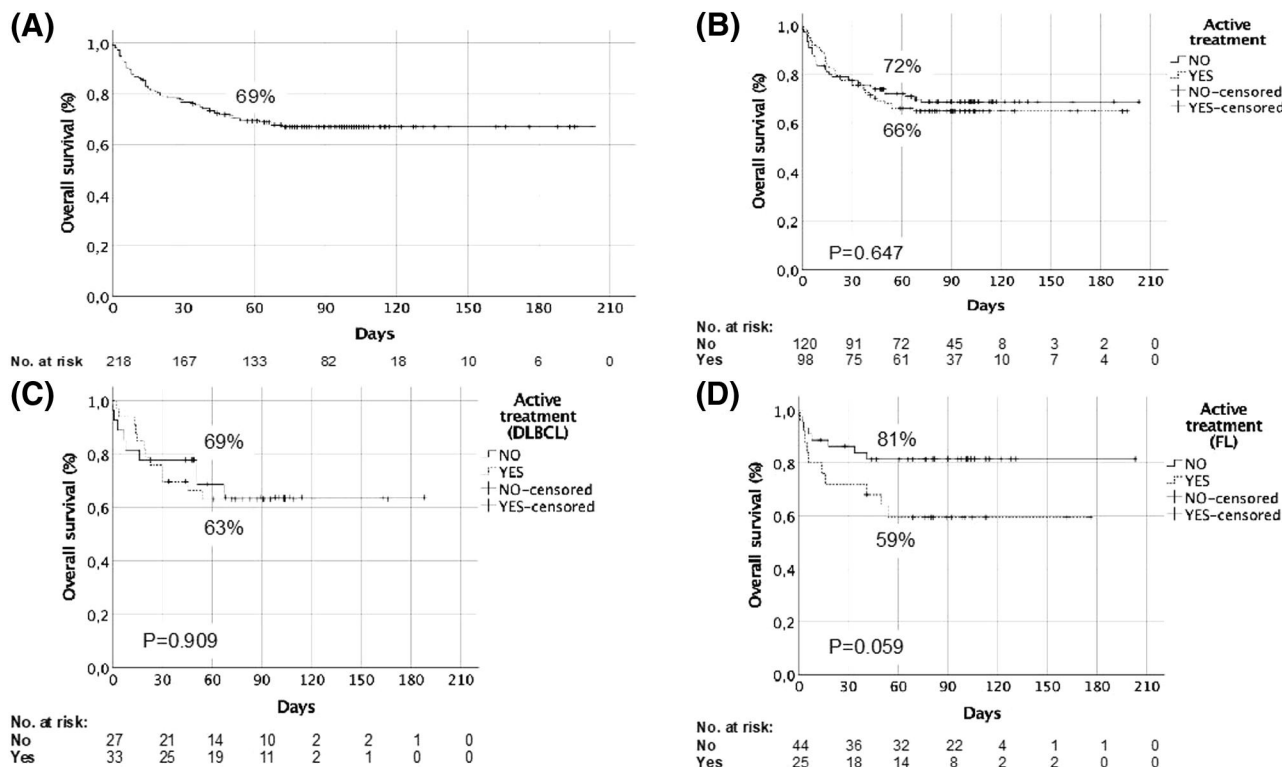 (A)
1,0
0,8
0,6
0,4
0,2
0,0
Overall survival (%)
69%
0 30 60 90 120 150 180 210
Days
No. at risk 218 167 133 82 18 10 6 0
(B)
1,0
0,8
0,6
0,4
0,2
0,0
Overall survival (%)
72%
66%
P=0.647
0 30 60 90 120 150 180 210
Days
Active
treatment
NO
YES
NO-censored
YES-censored
No. at risk:
No 120 91 72 45 8 3 2 0
Yes 98 75 61 37 10 7 4 0
(C)
1,0
0,8
0,6
0,4
0,2
0,0
Overall survival (%)
69%
63%
P=0.909
0 30 60 90 120 150 180 210
Days
Active
treatment
(DLBCL)
NO
YES
NO-censored
YES-censored
No. at risk:
No 27 21 14 10 2 2 1 0
Yes 33 25 19 11 2 1 0 0
(D)
1,0
0,8
0,6
0,4
0,2
0,0
Overall survival (%)
81%
59%
P=0.059
0 30 60 90 120 150 180 210
Days
Active
treatment
(FL)
NO
YES
NO-censored
YES-censored
No. at risk:
No 44 36 32 22 4 1 1 0
Yes 25 18 14 8 2 2 0 0